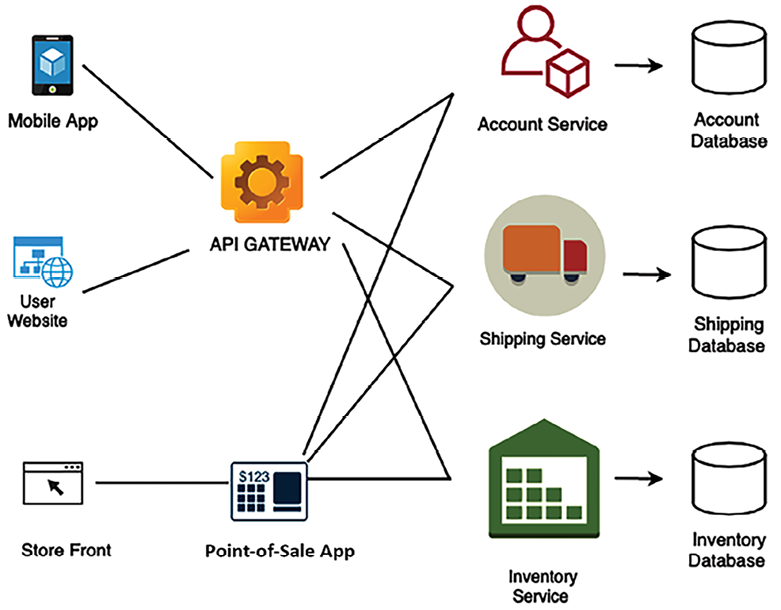 Mobile App
API GATEWAY
User
Website
Account Service
Account
Database
Shipping Service
Shipping
Database
Store Front
$123
Point-of-Sale App
Inventory
Service
Inventory
Database